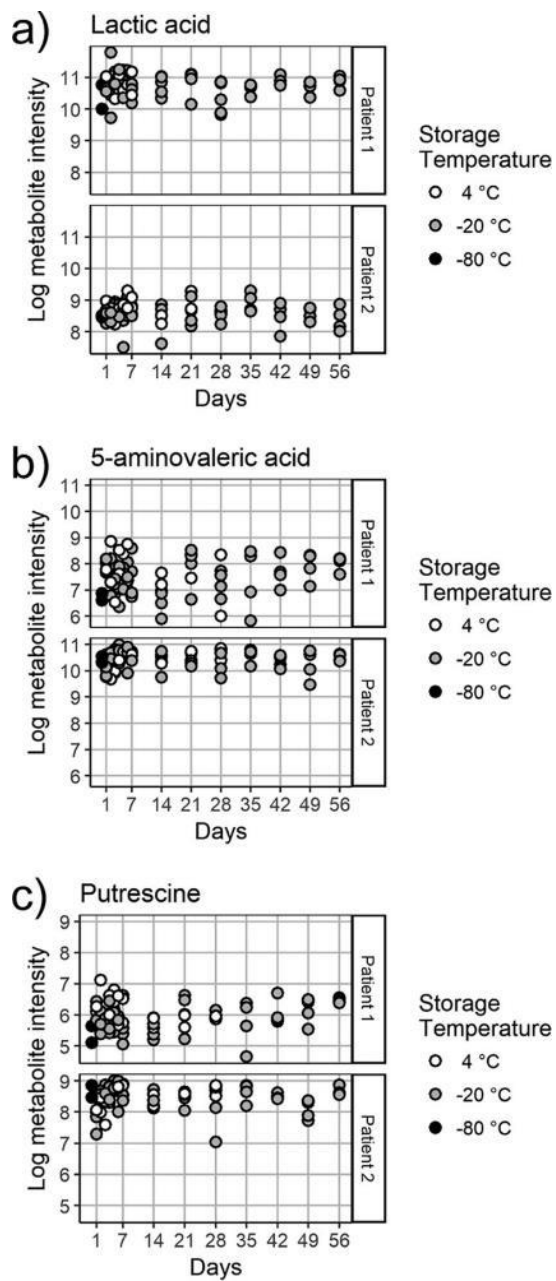 a) Lactic acid
Log metabolite intensity
11
10
9
8
7
Patient 1
11
10
9
8
Patient 2
1 7 14 21 28 35 42 49 56
Days
Storage
Temperature
4 °C
-20 °C
-80 °C
b) 5-aminovaleric acid
Log metabolite intensity
11
10
9
8
7
6
Patient 1
11
10
9
8
7
6
Patient 2
1 7 14 21 28 35 42 49 56
Days
Storage
Temperature
4 °C
-20 °C
-80 °C
c) Putrescine
Log metabolite intensity
9
8
7
6
5
Patient 1
9
8
7
6
5
Patient 2
1 7 14 21 28 35 42 49 56
Days
Storage
Temperature
4 °C
-20 °C
-80 °C